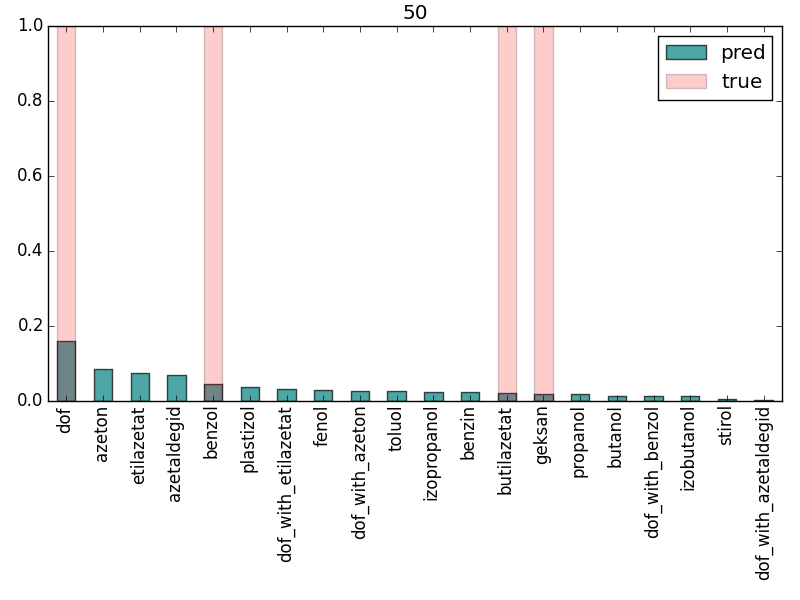 50
1.0
0.8
0.6
0.4
0.2
0.0
pred
true
dof
azeton
etilazetat
azetaldegid
benzol
plastizol
dof_with_etilazetat
fenol
dof_with_azeton
toluol
izopropanol
benzin
butilazetat
geksan
propanol
butanol
dof_with_benzol
izobutanol
stirol
dof_with_azetaldegid